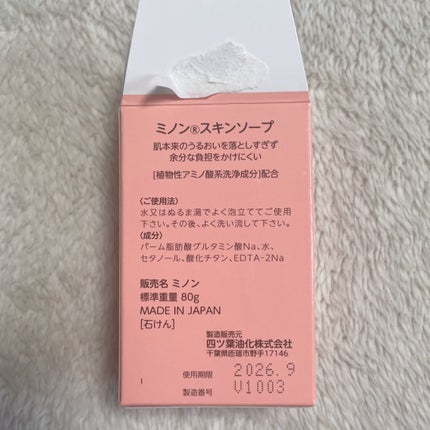 ミノン®スキンソープ
肌本来のうるおいを落としすぎず
余分な負担をかけにくい
[植物性アミノ酸系洗浄成分]配合
〈ご使用法〉
水又はぬるま湯でよく泡立ててご使用
下さい。その後、よく洗い流して下さい。
〈成分〉
パーム脂肪酸グルタミン酸Na、水、
セタノール、酸化チタン、EDTA-2Na
販売名 ミノン
標準重量 80g
MADE IN JAPAN
[石けん]
製造販売元
四ツ葉油化株式会社
千葉県匝瑳市野手17146
使用期限 2026.9
製造番号 V1003